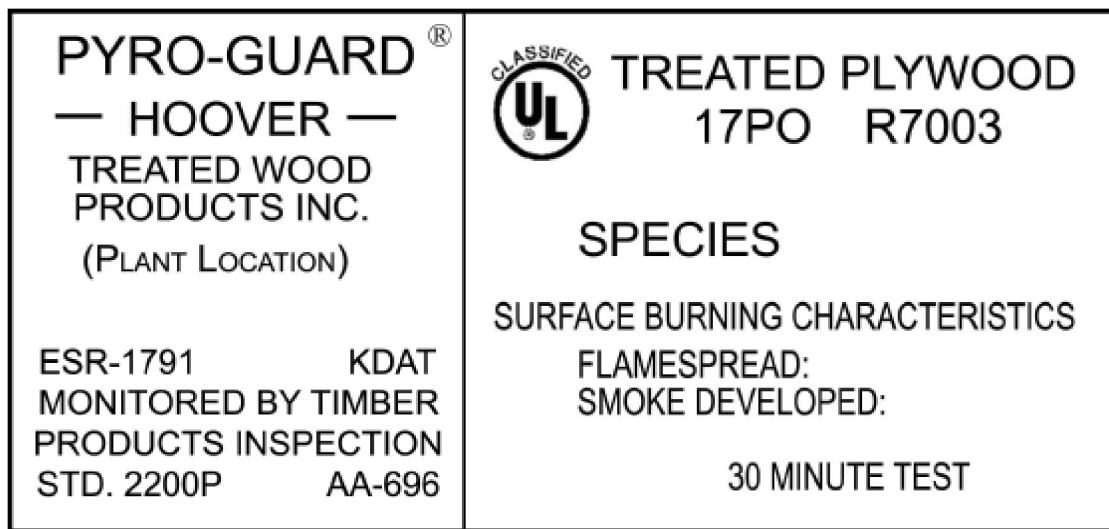 PYRO-GUARD ®
— HOOVER —
TREATED WOOD
PRODUCTS INC.
(PLANT LOCATION)
ESR-1791 KDAT
MONITORED BY TIMBER
PRODUCTS INSPECTION
STD. 2200P AA-696
CLASSIFIED
UL ®
TREATED PLYWOOD
17PO R7003
SPECIES
SURFACE BURNING CHARACTERISTICS
FLAMESPREAD:
SMOKE DEVELOPED:
30 MINUTE TEST